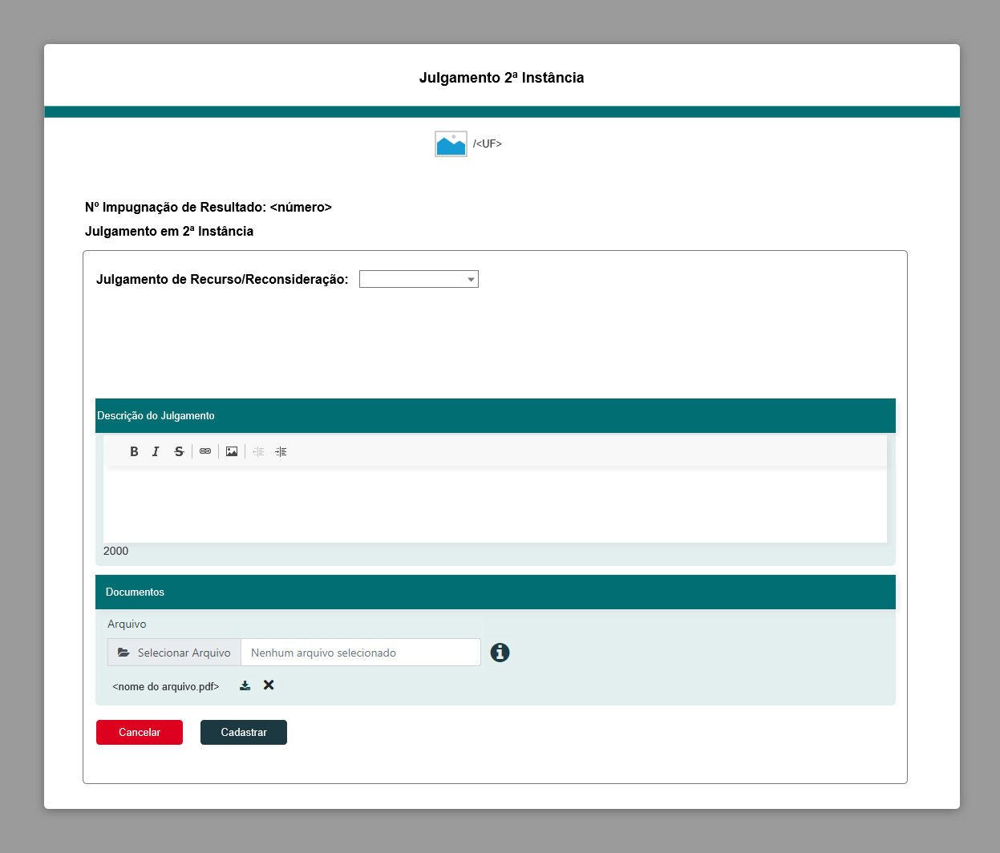 Julgamento 2ª Instância
/<UF>
Nº Impugnação de Resultado: <número>
Julgamento em 2ª Instância
Julgamento de Recurso/Reconsideração:
Descrição do Julgamento
B I S
2000
Documentos
Arquivo
Selecionar Arquivo Nenhum arquivo selecionado
<nome do arquivo.pdf>
Cancelar Cadastrar